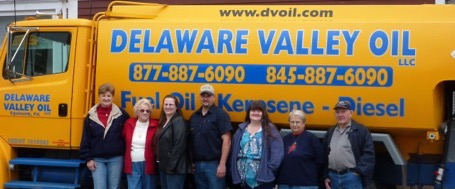 www.dvoil.com
DELAWARE VALLEY OIL
LLC
877-887-6090 845-887-6090
Fuel Oil - Kerosene - Diesel
DELAWARE
VALLEY OIL